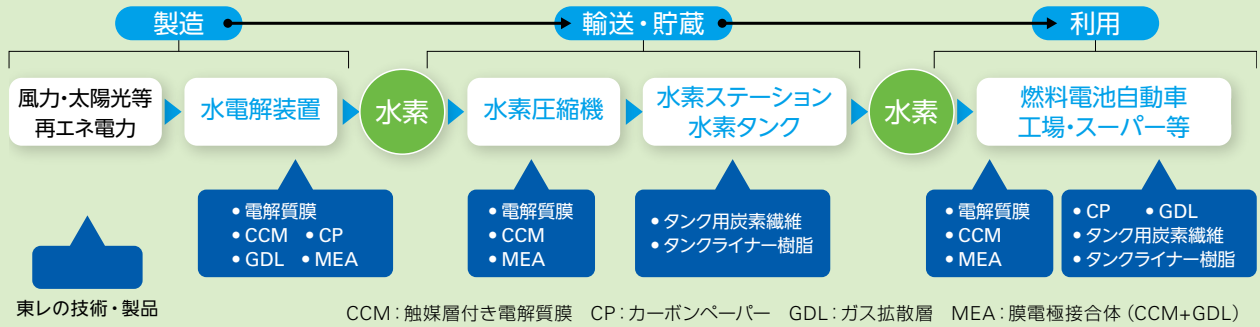 製造
輸送・貯蔵
利用
風力・太陽光等
再エネ電力
水電解装置
水素
水素圧縮機
水素ステーション
水素タンク
水素
燃料電池自動車
工場・スーパー等
• 電解質膜
• CCM • CP
• GDL • MEA
• 電解質膜
• CCM
• MEA
• タンク用炭素繊維
• タンクライナー樹脂
• 電解質膜
• CCM
• MEA
• CP • GDL
• タンク用炭素繊維
• タンクライナー樹脂
東レの技術・製品
CCM：触媒層付き電解質膜 CP：カーボンペーパー GDL：ガス拡散層 MEA：膜電極接合体（CCM+GDL）